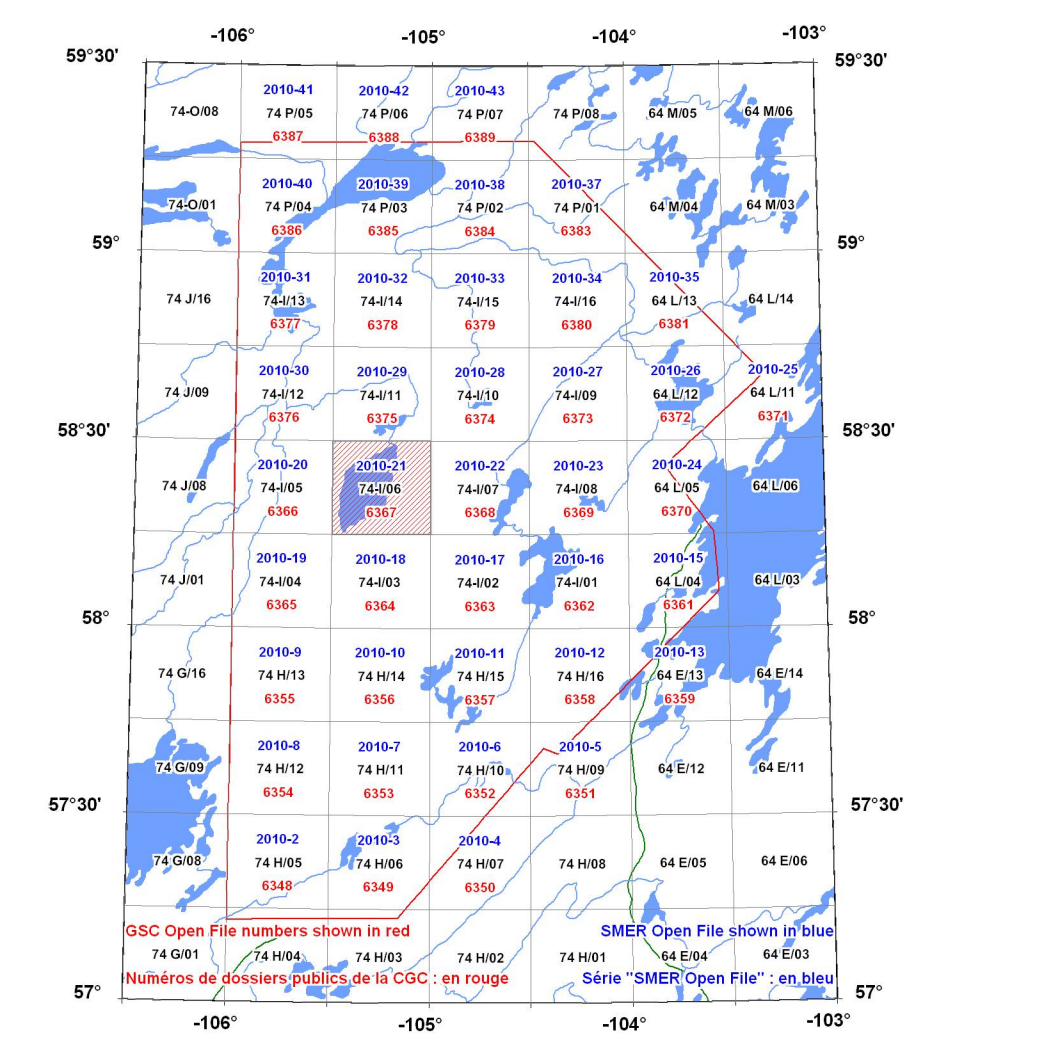 -106° -105° -104° -103°
59°30' 59°30'
2010-41 2010-42 2010-43
74-O/08 74 P/05 74 P/06 74 P/07 74 P/08 64 M/05 64 M/06
6387 6388 6389
2010-40 2010-39 2010-38 2010-37
74-O/01 74 P/04 74 P/03 74 P/02 74 P/01 64 M/04 64 M/03
6386 6385 6384 6383
59° 59°
2010-31 2010-32 2010-33 2010-34 2010-35
74 J/16 74-I/13 74-I/14 74-I/15 74-I/16 64 L/13 64 L/14
6377 6378 6379 6380 6381
2010-30 2010-29 2010-28 2010-27 2010-26 2010-25
74 J/09 74-I/12 74-I/11 74-I/10 74-I/09 64 L/12 64 L/11
6376 6375 6374 6373 6372 6371
58°30' 58°30'
2010-20 2010-21 2010-22 2010-23 2010-24
74 J/08 74-I/05 74-I/06 74-I/07 74-I/08 64 L/05 64 L/06
6366 6367 6368 6369 6370
2010-19 2010-18 2010-17 2010-16 2010-15
74 J/01 74-I/04 74-I/03 74-I/02 74-I/01 64 L/04 64 L/03
6365 6364 6363 6362 6361
58° 58°
2010-9 2010-10 2010-11 2010-12 2010-13
74 G/16 74 H/13 74 H/14 74 H/15 74 H/16 64 E/13 64 E/14
6355 6356 6357 6358 6359
2010-8 2010-7 2010-6 2010-5
74 G/09 74 H/12 74 H/11 74 H/10 74 H/09 64 E/12 64 E/11
6354 6353 6352 6351
57°30' 57°30'
2010-2 2010-3 2010-4
74 G/08 74 H/05 74 H/06 74 H/07 74 H/08 64 E/05 64 E/06
6348 6349 6350
GSC Open File numbers shown in red SMER Open File shown in blue
74 G/01 74 H/04 74 H/03 74 H/02 74 H/01 64 E/04 64 E/03
Numéros de dossiers publics de la CGC : en rouge Série "SMER Open File" : en bleu
57° 57°
-106° -105° -104° -103°